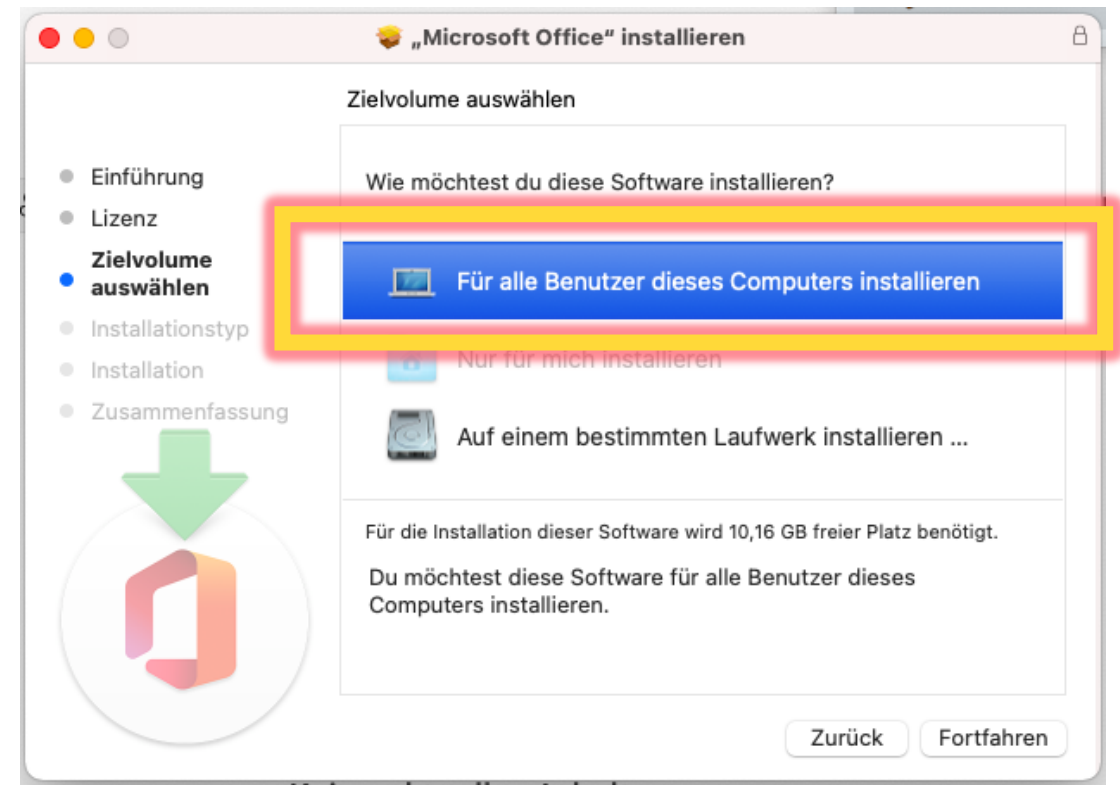 „Microsoft Office“ installieren
Zielvolume auswählen
Einführung
Lizenz
Zielvolume
auswählen
Installationstyp
Installation
Zusammenfassung
Wie möchtest du diese Software installieren?
Für alle Benutzer dieses Computers installieren
Nur für mich installieren
Auf einem bestimmten Laufwerk installieren ...
Für die Installation dieser Software wird 10,16 GB freier Platz benötigt.
Du möchtest diese Software für alle Benutzer dieses
Computers installieren.
Zurück
Fortfahren